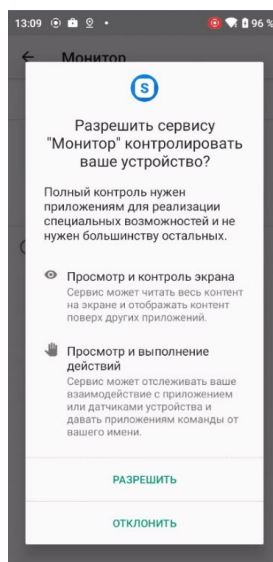 13:09 96 %
Монитор
S
Разрешить сервису
"Монитор" контролировать
ваше устройство?
Полный контроль нужен
приложениям для реализации
специальных возможностей и не
нужен большинству остальных.
Просмотр и контроль экрана
Сервис может читать весь контент
на экране и отображать контент
поверх других приложений.
Просмотр и выполнение
действий
Сервис может отслеживать ваше
взаимодействие с приложением
или датчиками устройства и
давать приложениям команды от
вашего имени.
РАЗРЕШИТЬ
ОТКЛОНИТЬ